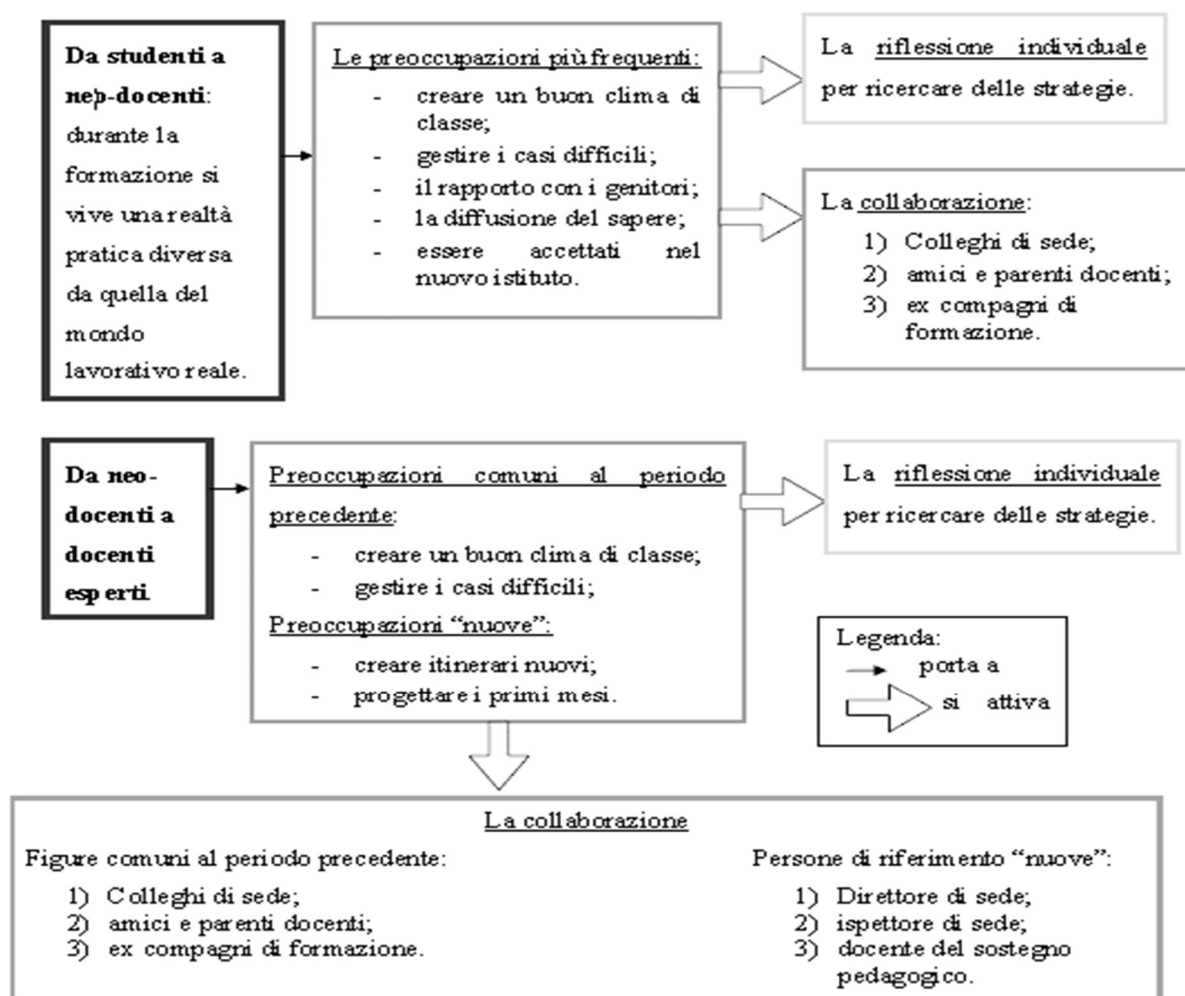 Da studenti a
neo-docenti:
durante la
formazione si
vive una realtà
pratica diversa
da quella del
mondo
lavorativo reale.
Le preoccupazioni più frequenti:
- creare un buon clima di
classe;
- gestire i casi difficili;
- il rapporto con i genitori;
- la diffusione del sapere;
- essere accettati nel
nuovo istituto.
La riflessione individuale
per ricercare delle strategie.
La collaborazione:
1) Colleghi di sede;
2) amici e parenti docenti;
3) ex compagni di
formazione.
Da neo-
docenti a
docenti
esperti
Preoccupazioni comuni al periodo
precedente:
- creare un buon clima di classe;
- gestire i casi difficili;
Preoccupazioni “nuove”:
- creare itinerari nuovi;
- progettare i primi mesi.
La riflessione individuale
per ricercare delle strategie.
Legenda:
porta a
si attiva
La collaborazione
Figure comuni al periodo precedente:
1) Colleghi di sede;
2) amici e parenti docenti;
3) ex compagni di formazione.
Persone di riferimento “nuove”:
1) Direttore di sede;
2) ispettore di sede;
3) docente del sostegno
pedagogico.